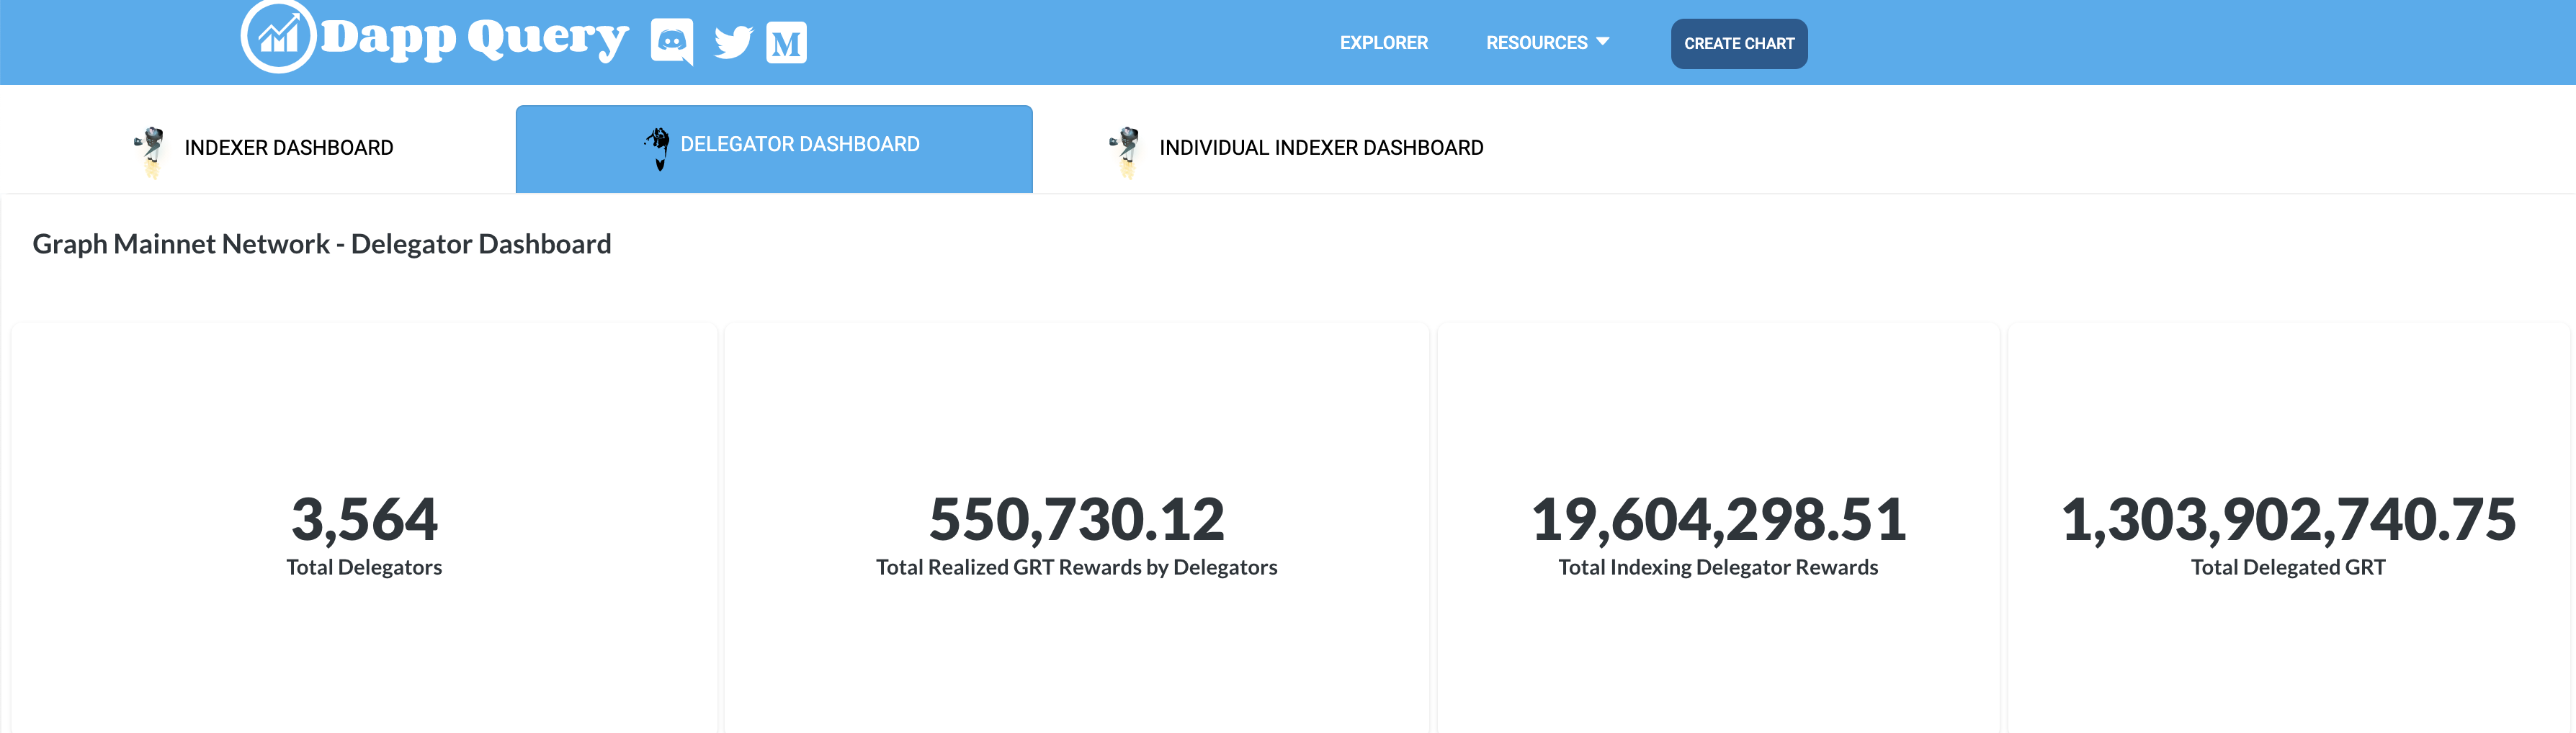 Dapp Query
M
EXPLORER
RESOURCES
CREATE CHART
INDEXER DASHBOARD
DELEGATOR DASHBOARD
INDIVIDUAL INDEXER DASHBOARD
Graph Mainnet Network - Delegator Dashboard
3,564
Total Delegators
550,730.12
Total Realized GRT Rewards by Delegators
19,604,298.51
Total Indexing Delegator Rewards
1,303,902,740.75
Total Delegated GRT